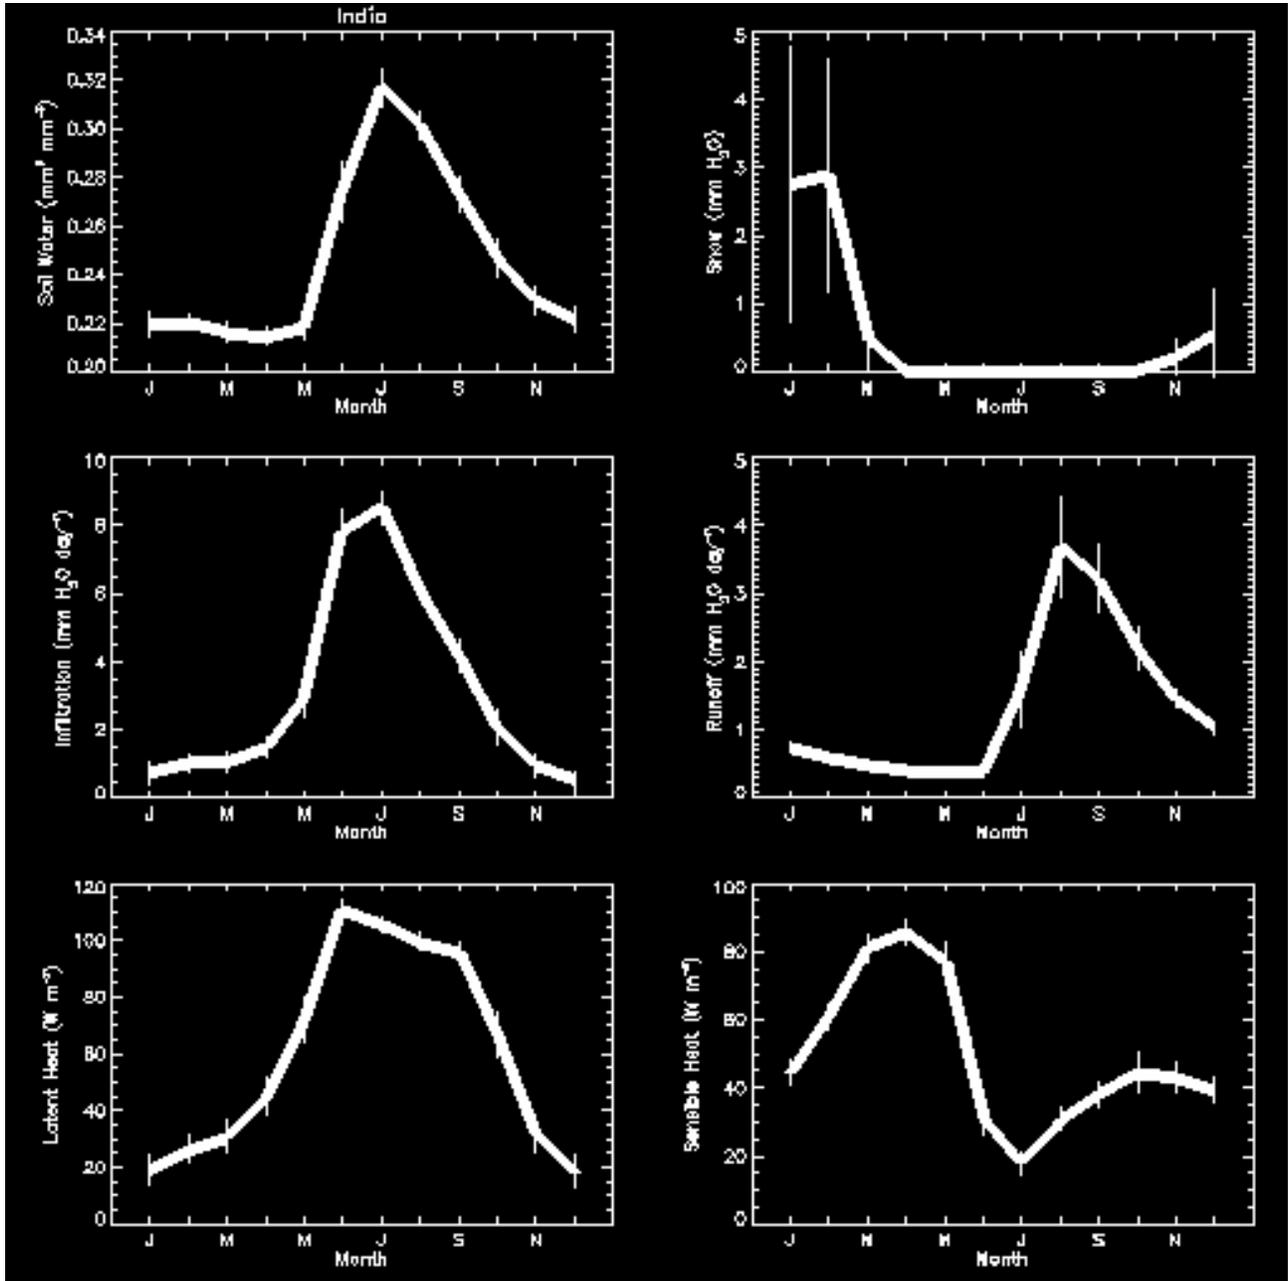 India
0.34
0.32
0.30
0.28
0.26
0.24
0.22
0.20
Soil Water (mm³ mm⁻³)
J M M J S N
Month
5
4
3
2
1
0
Snow (mm H₂O)
J M M J S N
Month
10
8
6
4
2
0
Infiltration (mm H₂O day⁻¹)
J M M J S N
Month
5
4
3
2
1
0
Runoff (mm H₂O day⁻¹)
J M M J S N
Month
120
100
80
60
40
20
0
Latent Heat (W m⁻²)
J M M J S N
Month
100
80
60
40
20
0
Sensible Heat (W m⁻²)
J M M J S N
Month